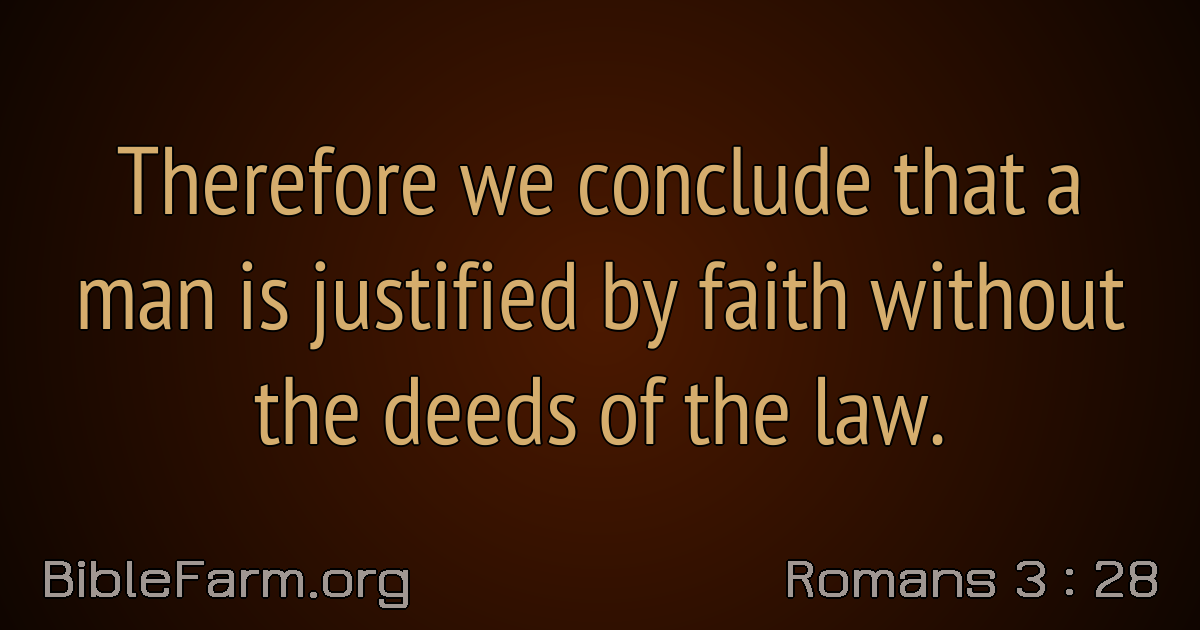 Therefore we conclude that a
man is justified by faith without
the deeds of the law.
BibleFarm.org
Romans 3 : 28